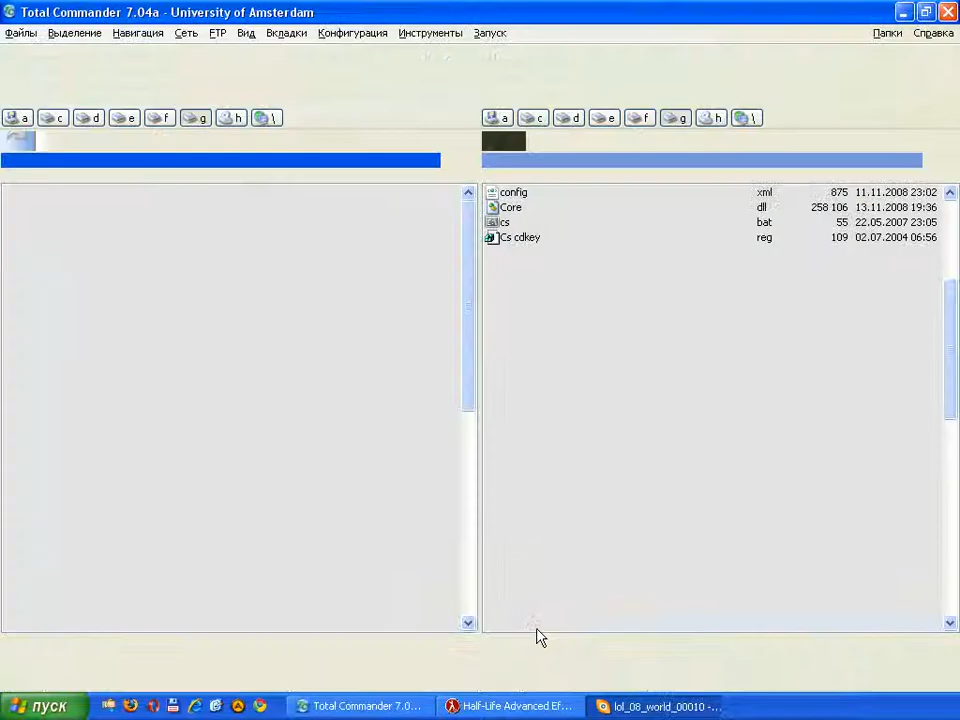 Total Commander 7.04a - University of Amsterdam
Файлы Выделение Навигация Сеть FTP Вид Вкладки Конфигурация Инструменты Запуск Папки Справка
a c d e f g h \ a c d e f g h \
config xml 875 11.11.2008 23:02
Core dll 258 106 13.11.2008 19:36
cs bat 55 22.05.2007 23:05
Cs cdkey reg 109 02.07.2004 06:56
пуск Total Commander 7.0... Half-Life Advanced Ef... lol_08_world_00010 -...